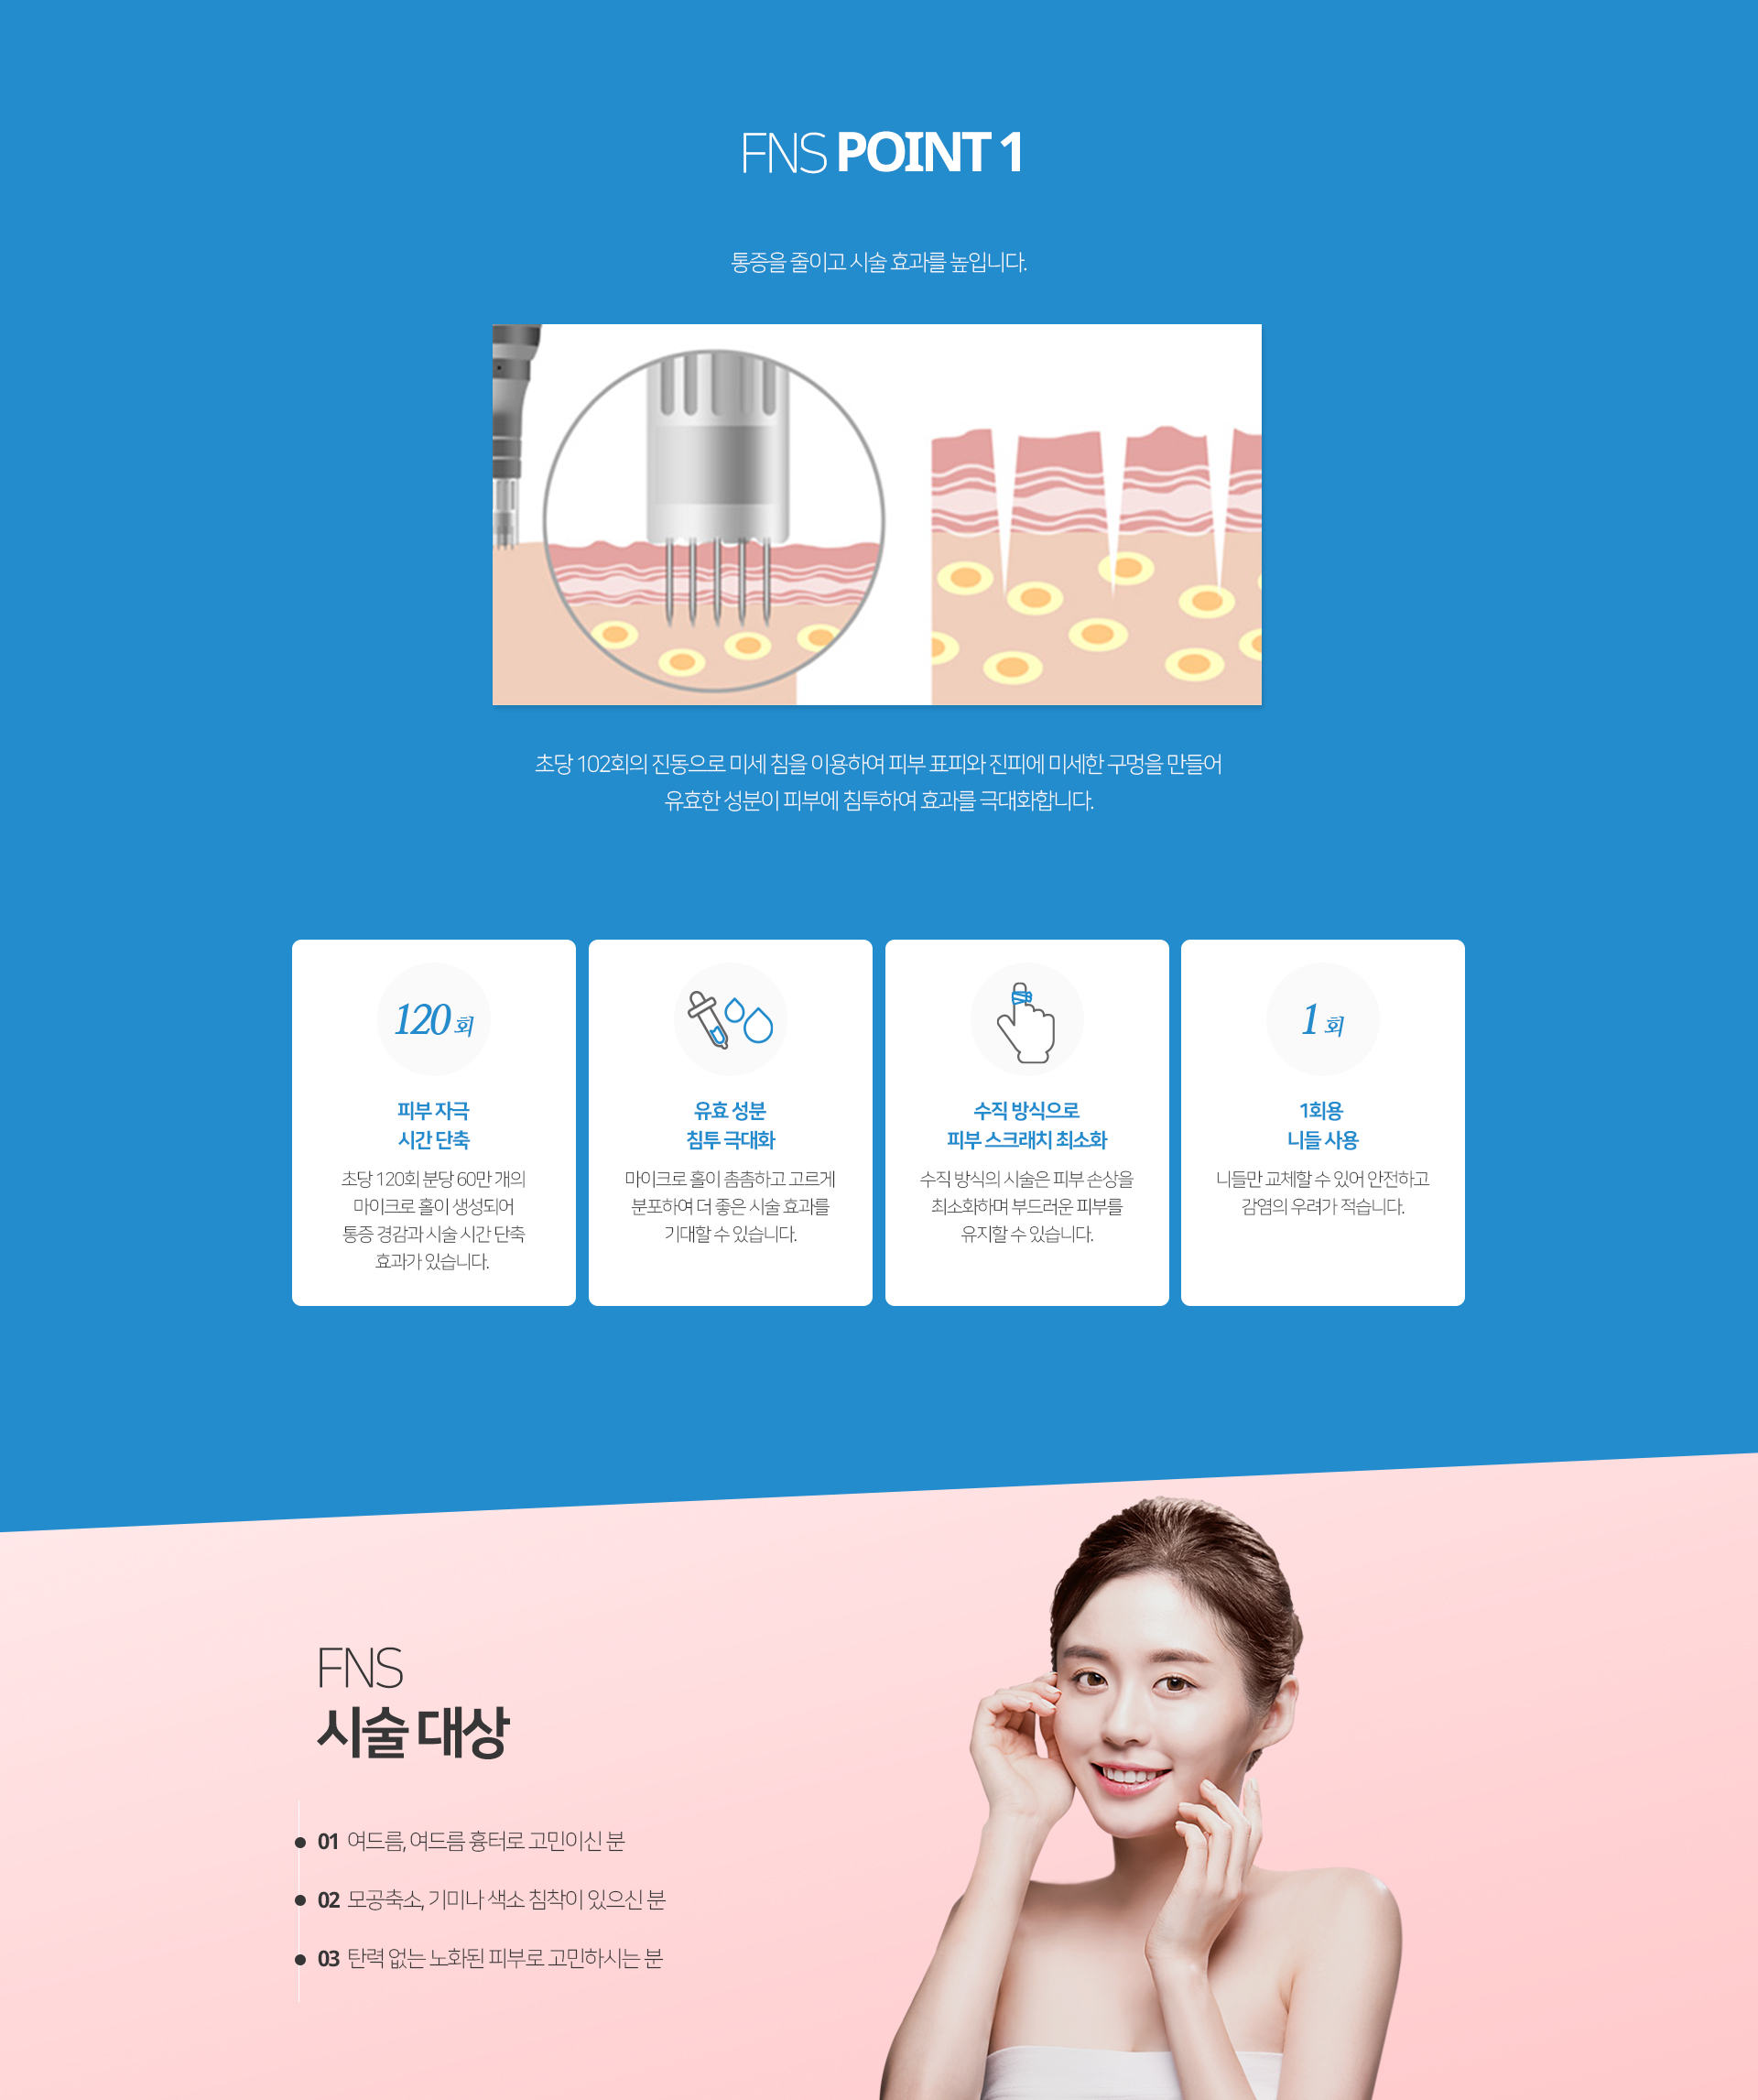 FNS POINT 1
통증을 줄이고 시술 효과를 높입니다.
초당 102회의 진동으로 미세 침을 이용하여 피부 표피와 진피에 미세한 구멍을 만들어
유효한 성분이 피부에 침투하여 효과를 극대화합니다.
120 회
피부 자극
시간 단축
초당 120회 분당 60만 개의
마이크로 홀이 생성되어
통증 경감과 시술 시간 단축
효과가 있습니다.
유효 성분
침투 극대화
마이크로 홀이 촘촘하고 고르게
분포하여 더 좋은 시술 효과를
기대할 수 있습니다.
수직 방식으로
피부 스크래치 최소화
수직 방식의 시술은 피부 손상을
최소화하며 부드러운 피부를
유지할 수 있습니다.
1 회
1회용
니들 사용
니들만 교체할 수 있어 안전하고
감염의 우려가 적습니다.
FNS
시술 대상
01 여드름, 여드름 흉터로 고민이신 분
02 모공축소, 기미나 색소 침착이 있으신 분
03 탄력 없는 노화된 피부로 고민하시는 분